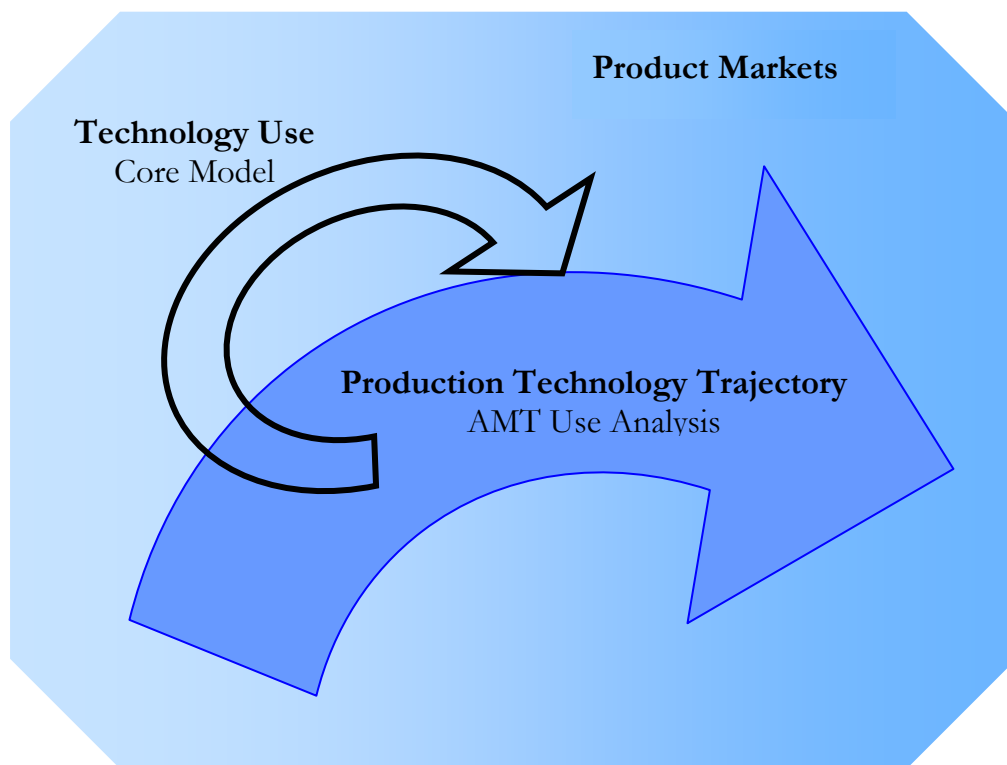 Product Markets
Technology Use
Core Model
Production Technology Trajectory
AMT Use Analysis